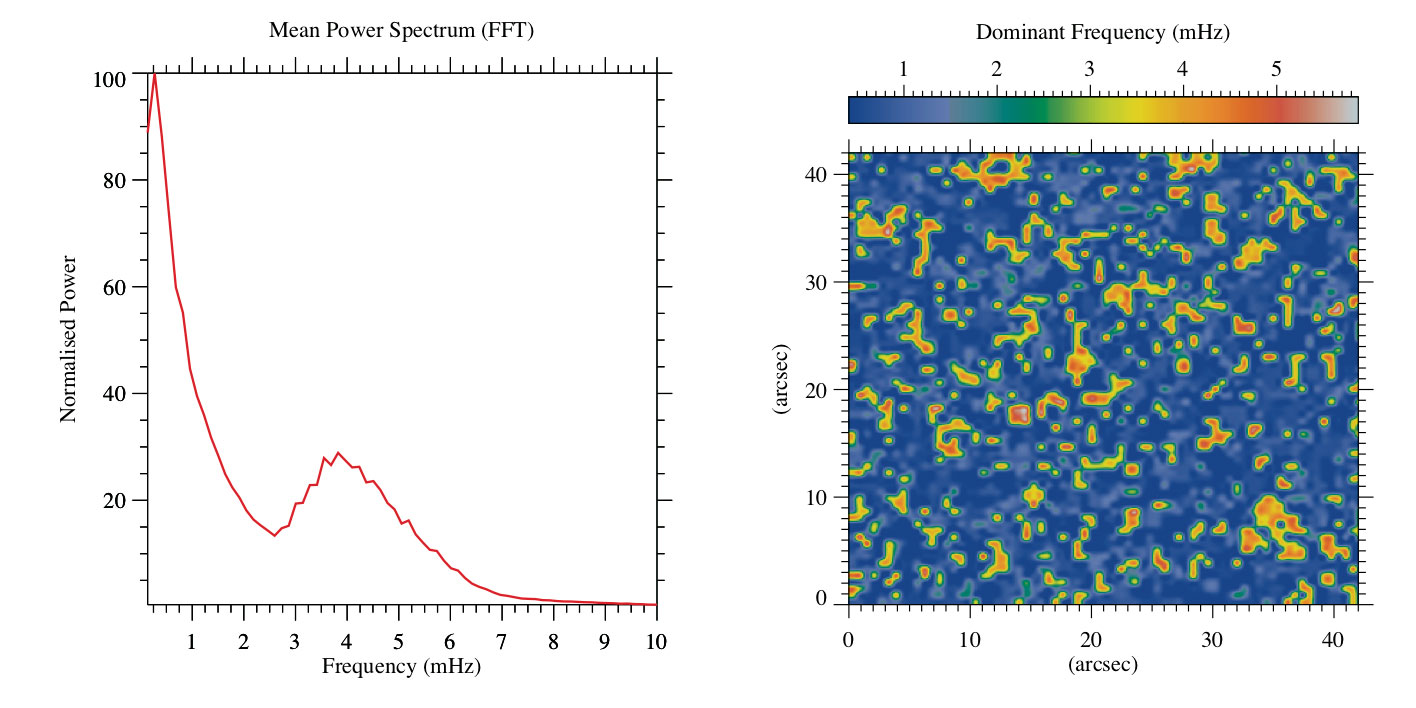 Mean Power Spectrum (FFT)
100
80
60
40
20
Normalised Power
1 2 3 4 5 6 7 8 9 10
Frequency (mHz)
Dominant Frequency (mHz)
1 2 3 4 5
40
30
20
10
0
(arcsec)
0 10 20 30 40
(arcsec)